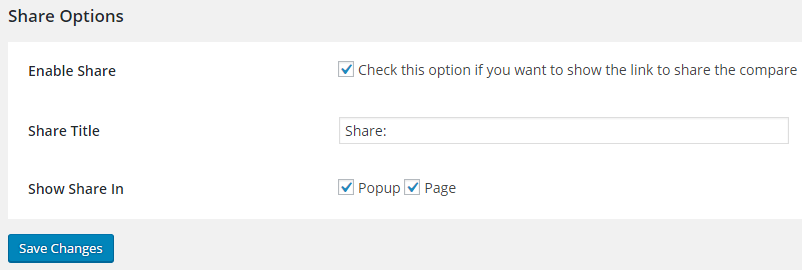 Share Options
Enable Share
Check this option if you want to show the link to share the compare
Share Title
Share:
Show Share In
Popup Page
Save Changes